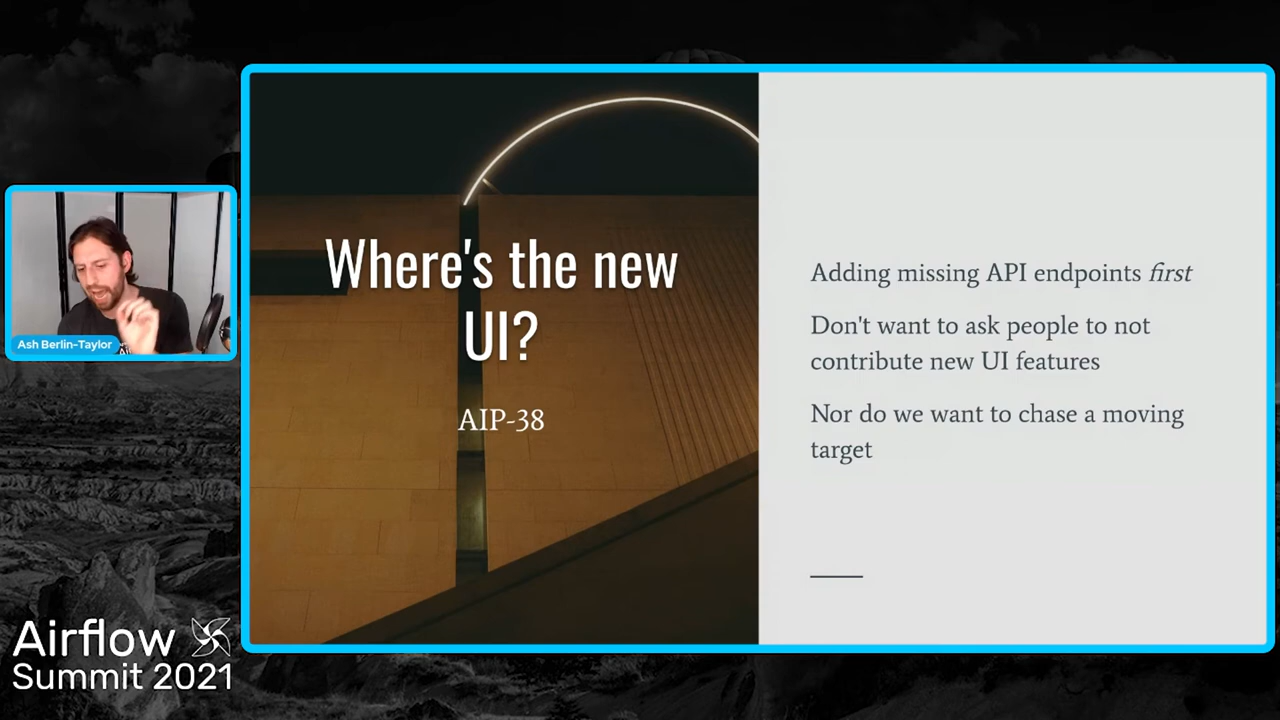 Where's the new
UI?
AIP-38
Adding missing API endpoints first
Don't want to ask people to not
contribute new UI features
Nor do we want to chase a moving
target
Ash Berlin-Taylor
Airflow
Summit 2021